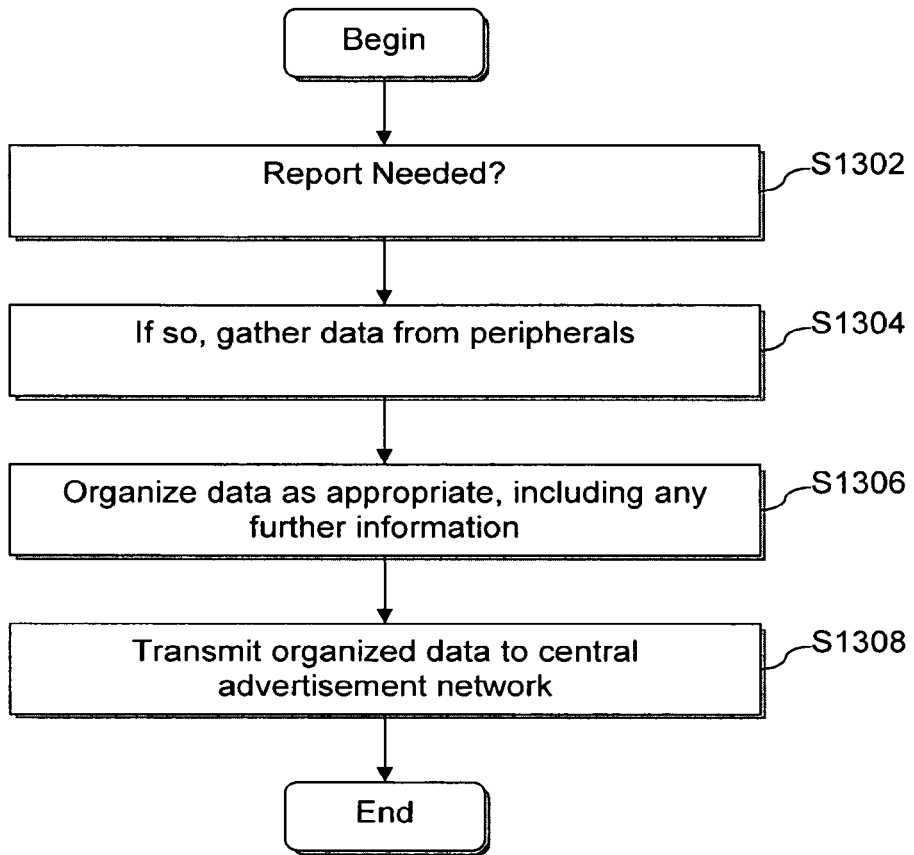 Begin
Report Needed?
S1302
If so, gather data from peripherals
S1304
Organize data as appropriate, including any
further information
S1306
Transmit organized data to central
advertisement network
S1308
End